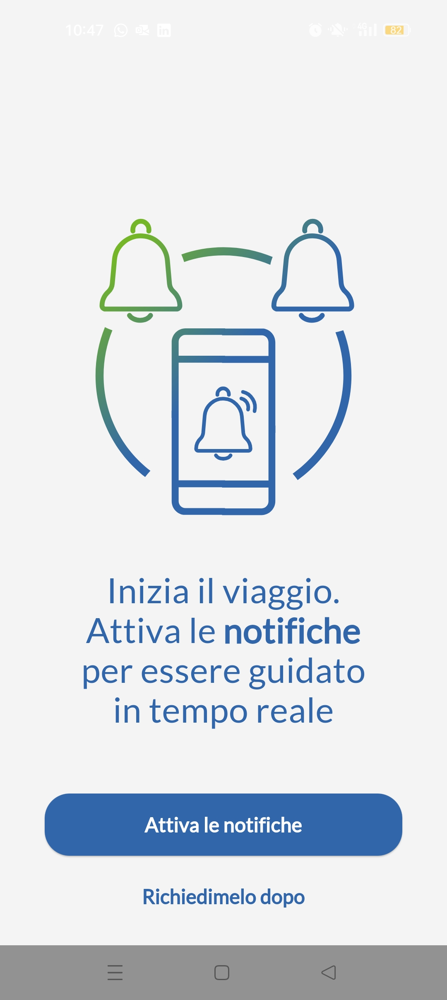 10:47
4G
82
Inizia il viaggio.
Attiva le notifiche
per essere guidato
in tempo reale
Attiva le notifiche
Richiedimelo dopo